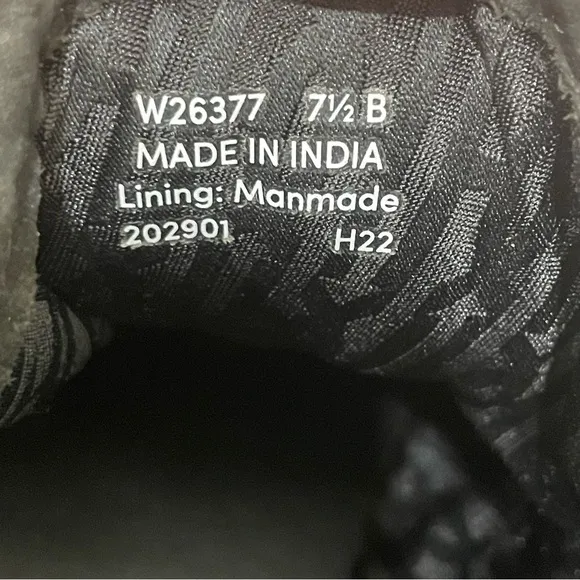 W26377 7½ B
MADE IN INDIA
Lining: Manmade
202901 H22